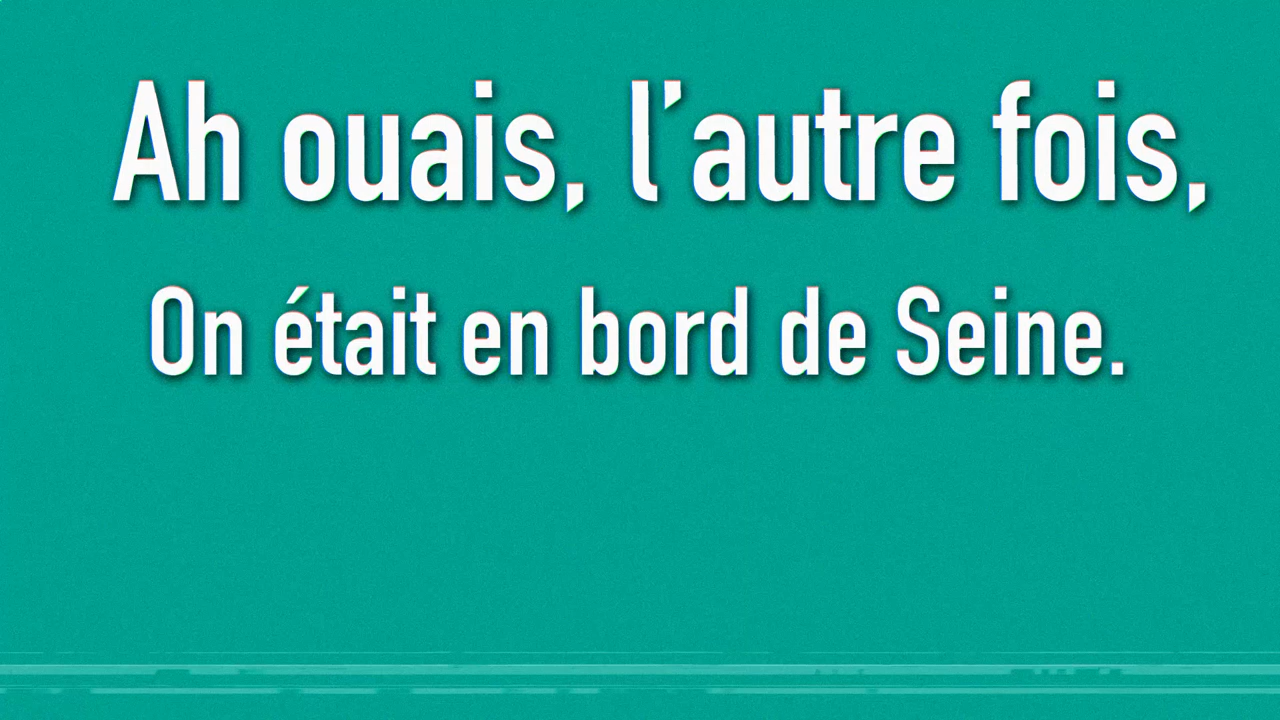 Ah ouais, l'autre fois,
On était en bord de Seine.